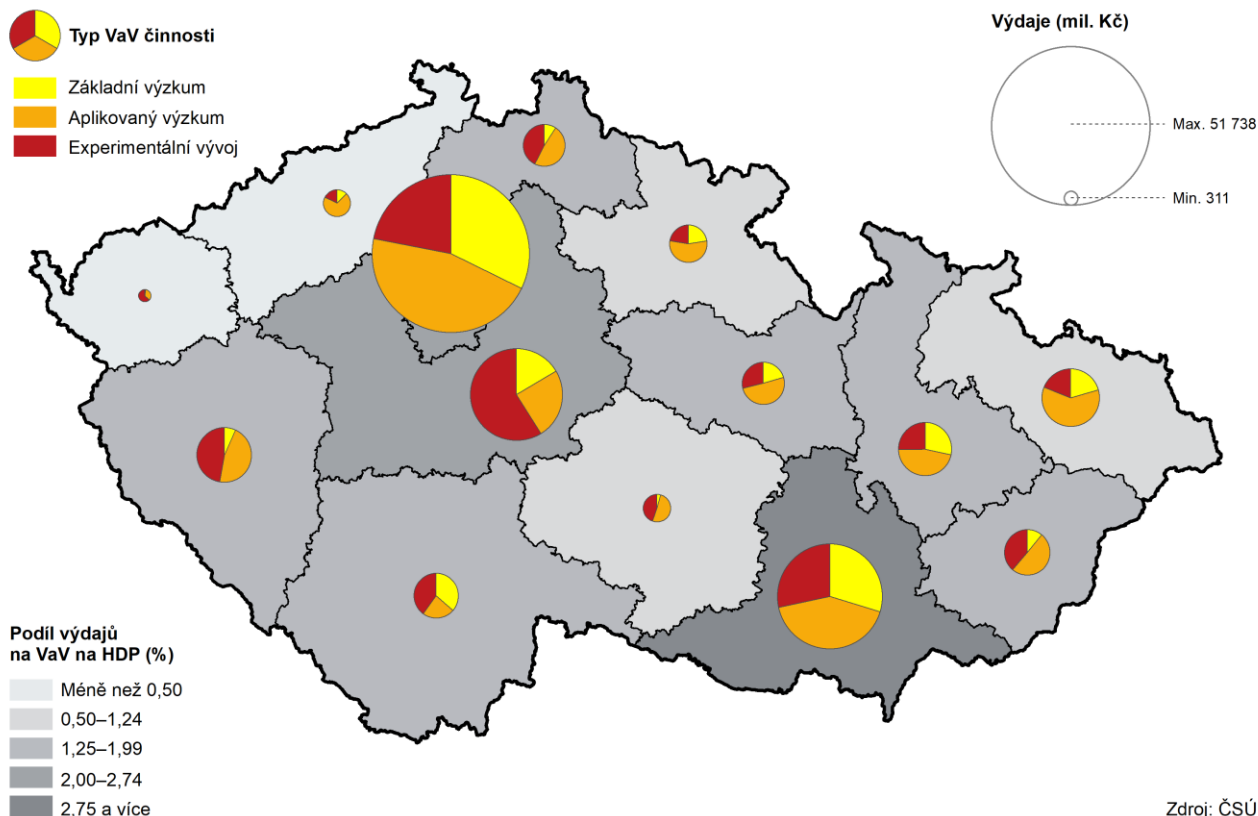 Typ VaV činnosti
Základní výzkum
Aplikovaný výzkum
Experimentální vývoj
Výdaje (mil. Kč)
Max. 51 738
Min. 311
Podíl výdajů
na VaV na HDP (%)
Méně než 0,50
0,50–1,24
1,25–1,99
2,00–2,74
2,75 a více
Zdroj: ČSÚ